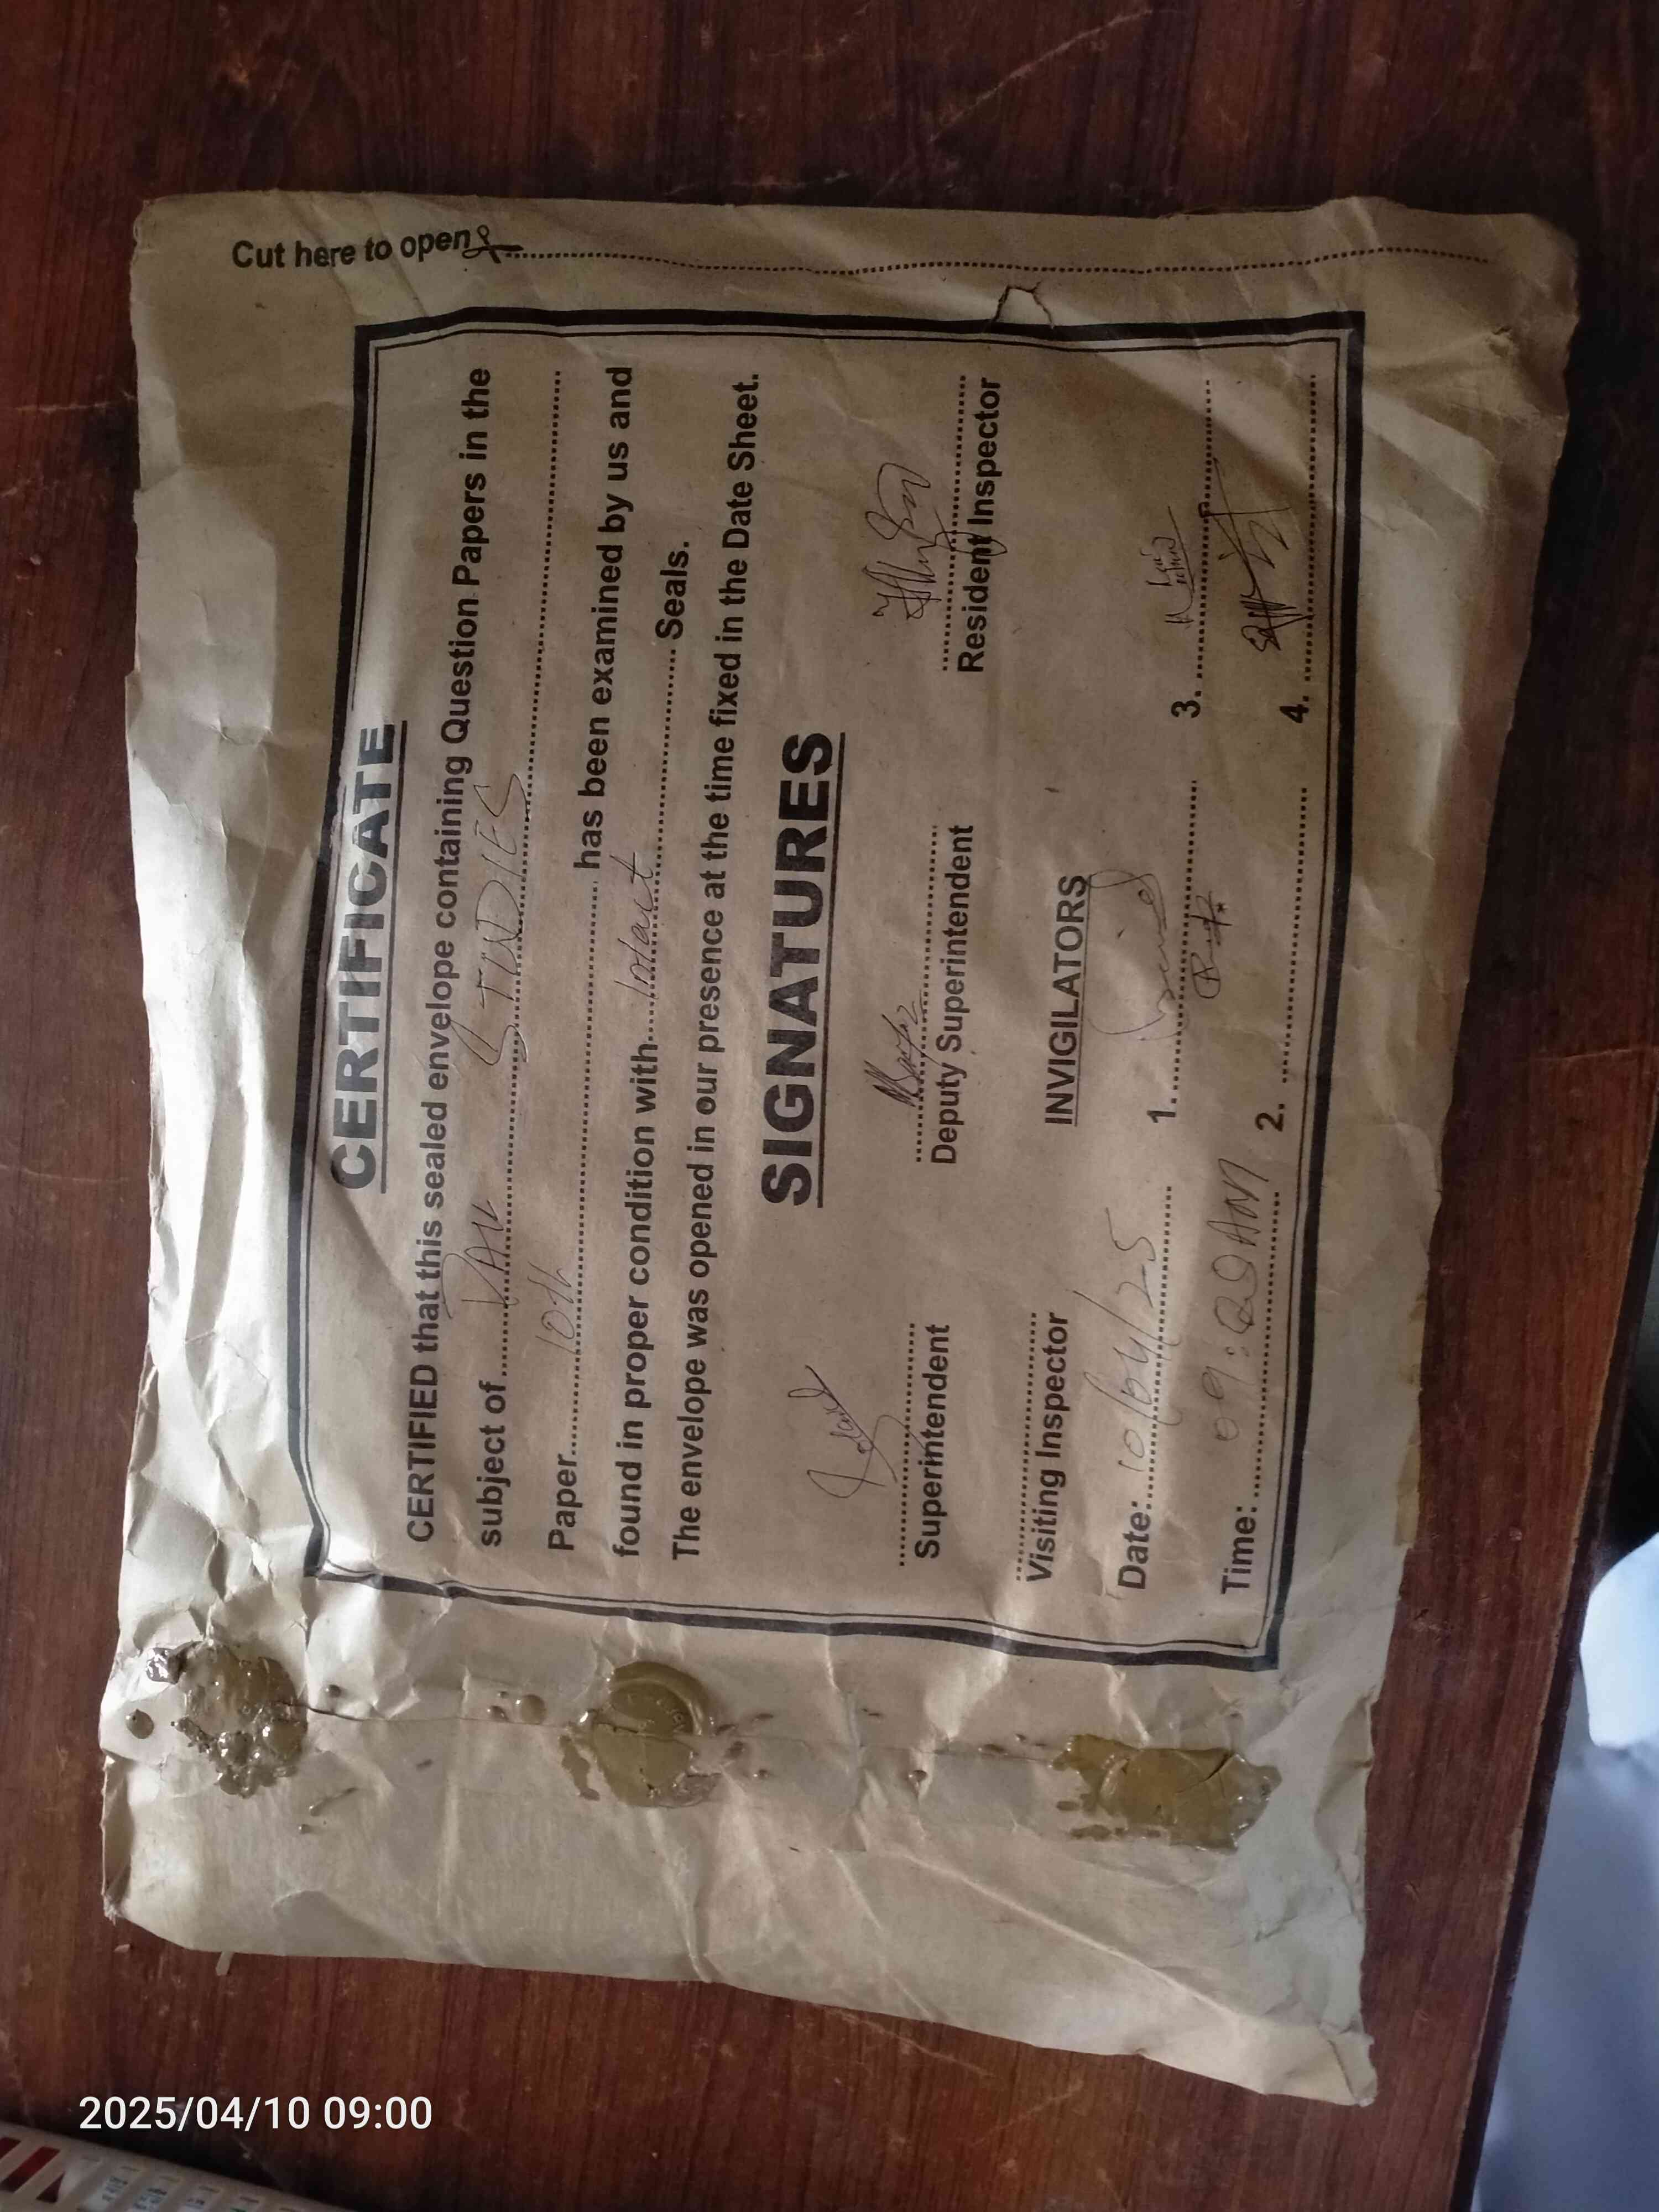 Cut here to open
CERTIFICATE
CERTIFIED that this sealed envelope containing Question Papers in the
subject of PAK STUDIES
Paper 10th has been examined by us and
found in proper condition with Intact Seals.
The envelope was opened in our presence at the time fixed in the Date Sheet.
SIGNATURES
Superintendent Deputy Superintendent Resident Inspector
Visiting Inspector INVIGILATORS
Date: 10/04/25 1. 3.
Time: 09:00AM 2. 4.
2025/04/10 09:00